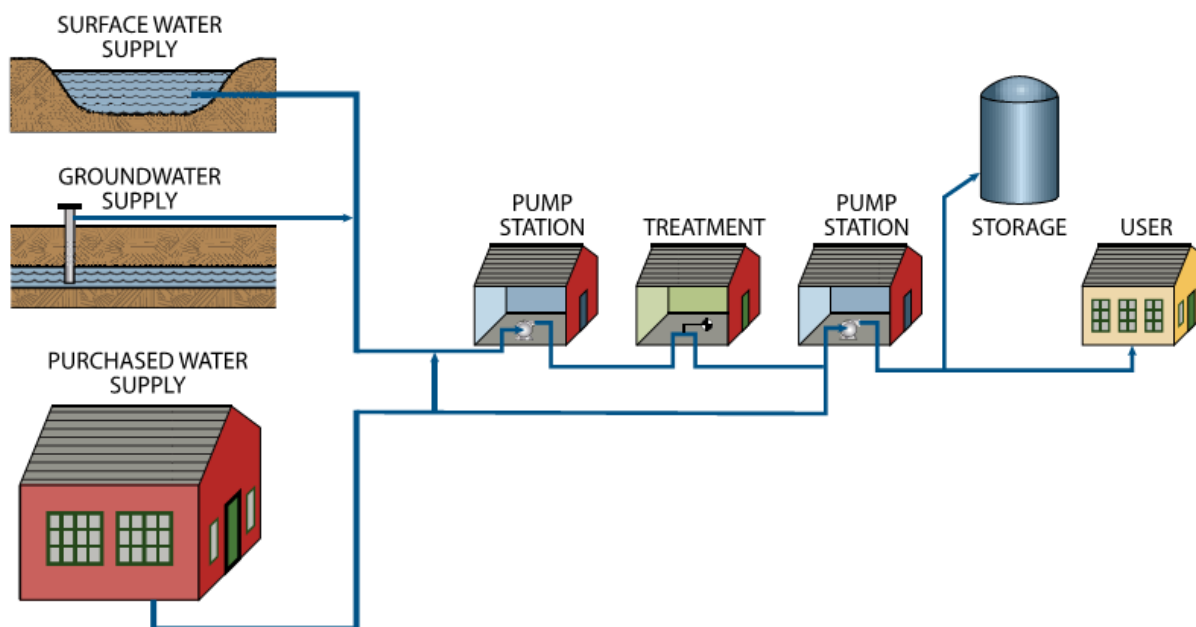 SURFACE WATER
SUPPLY
GROUNDWATER
SUPPLY
PURCHASED WATER
SUPPLY
PUMP
STATION
TREATMENT
PUMP
STATION
STORAGE
USER